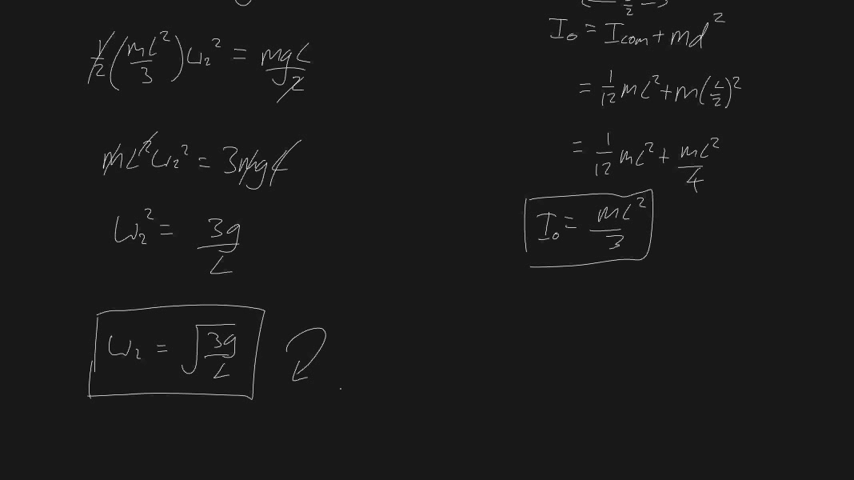 1/2 (mL²/3) ω₂² = mgL/2
mL²ω₂² = 3mgL
ω₂² = 3g/L
ω₂ = √(3g/L)
I₀ = Icom + md²
= 1/12 mL² + m(L/2)²
= 1/12 mL² + mL²/4
I₀ = mL²/3